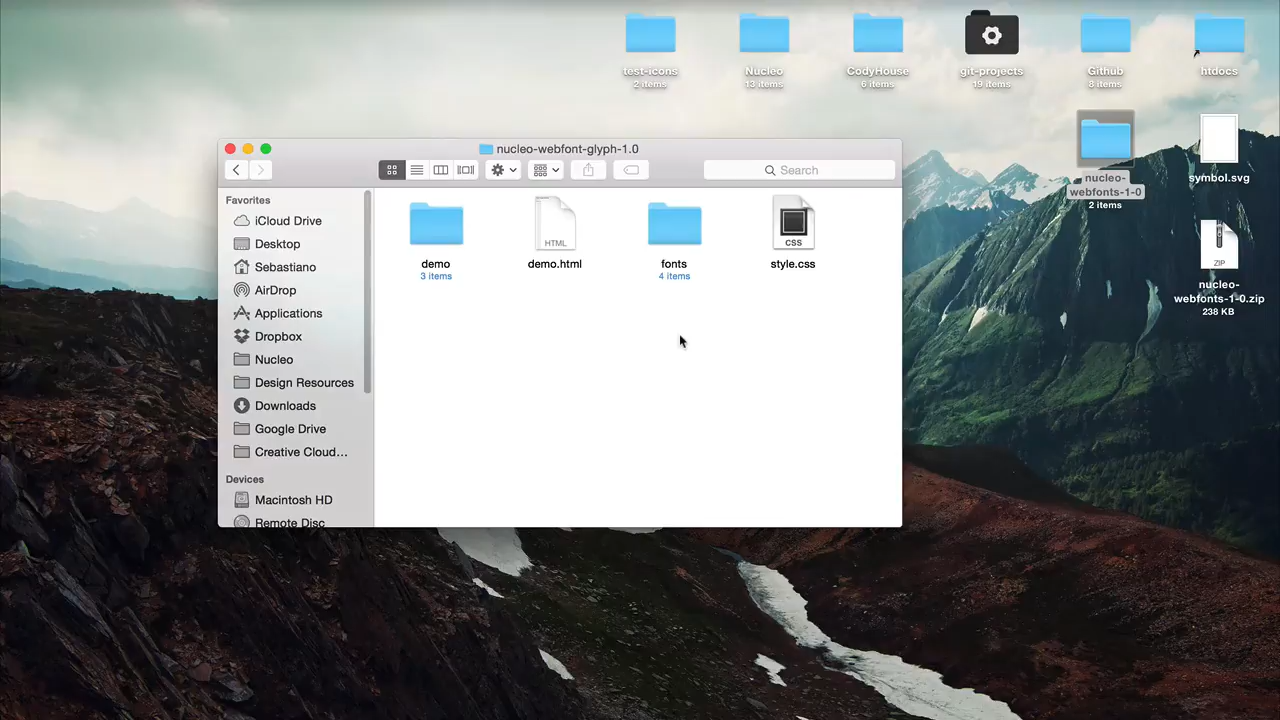 test-icons
2 items
Nucleo
13 items
CodyHouse
6 items
git-projects
19 items
Github
8 items
htdocs
nucleo-
webfonts-1-0
2 items
symbol.svg
ZIP
nucleo-
webfonts-1-0.zip
238 KB
nucleo-webfont-glyph-1.0
Search
Favorites
iCloud Drive
Desktop
Sebastiano
AirDrop
Applications
Dropbox
Nucleo
Design Resources
Downloads
Google Drive
Creative Cloud...
Devices
Macintosh HD
Remote Disc
demo
3 items
HTML
demo.html
fonts
4 items
CSS
style.css